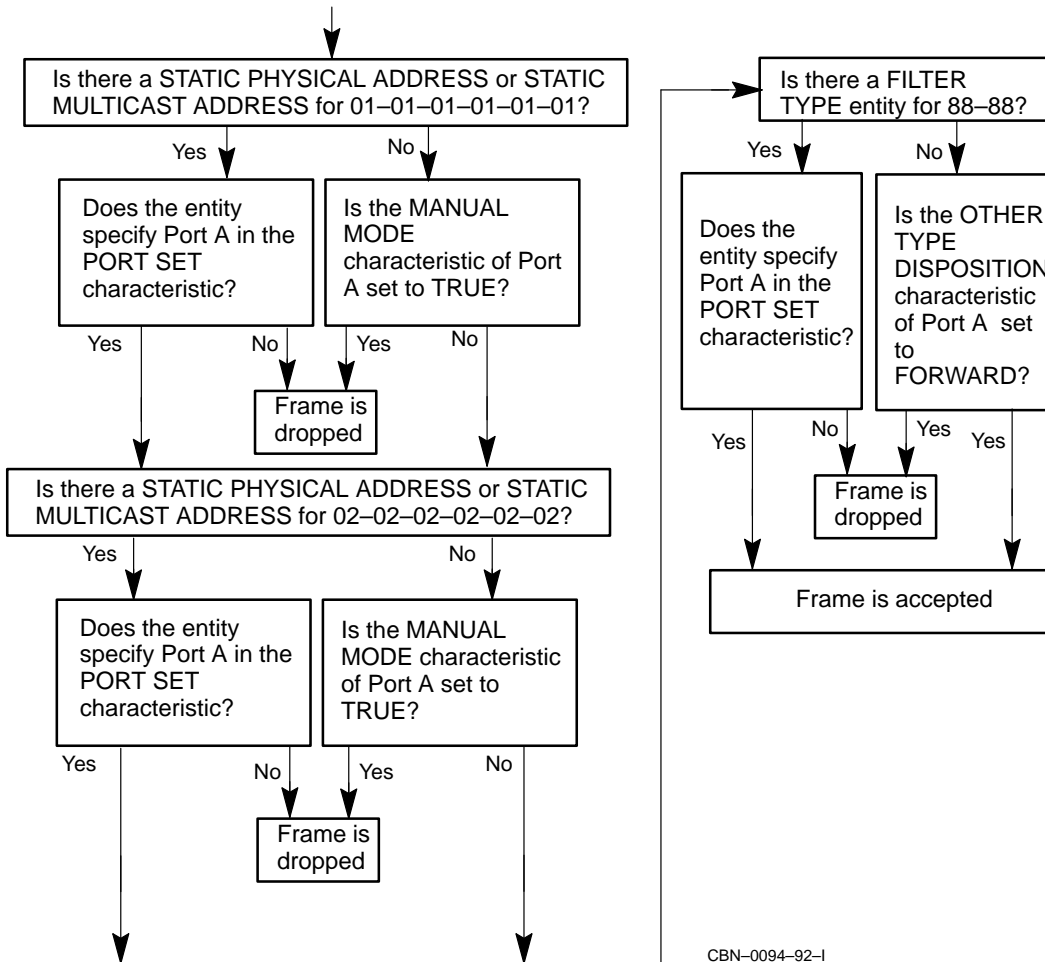 Is there a STATIC PHYSICAL ADDRESS or STATIC
MULTICAST ADDRESS for 01–01–01–01–01–01?
Yes
No
Does the entity
specify Port A in the
PORT SET
characteristic?
Is the MANUAL
MODE
characteristic of Port
A set to TRUE?
Yes
No
Yes
No
Frame is
dropped
Is there a STATIC PHYSICAL ADDRESS or STATIC
MULTICAST ADDRESS for 02–02–02–02–02–02?
Yes
No
Does the entity
specify Port A in the
PORT SET
characteristic?
Is the MANUAL
MODE characteristic
of Port A set to
TRUE?
Yes
No
Yes
No
Frame is
dropped
Is there a FILTER
TYPE entity for 88–88?
Yes
No
Does the
entity specify
Port A in the
PORT SET
characteristic?
Is the OTHER
TYPE
DISPOSITION
characteristic
of Port A set
to
FORWARD?
Yes
No
Yes
Yes
Frame is
dropped
Frame is accepted
CBN–0094–92–I